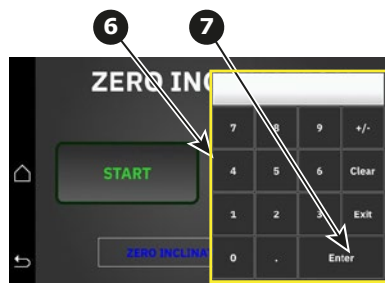 6 7
ZERO INC
7 8 9 +/-
START
4 5 6 Clear
1 2 3 Exit
ZERO INCLINAT
0 . Enter